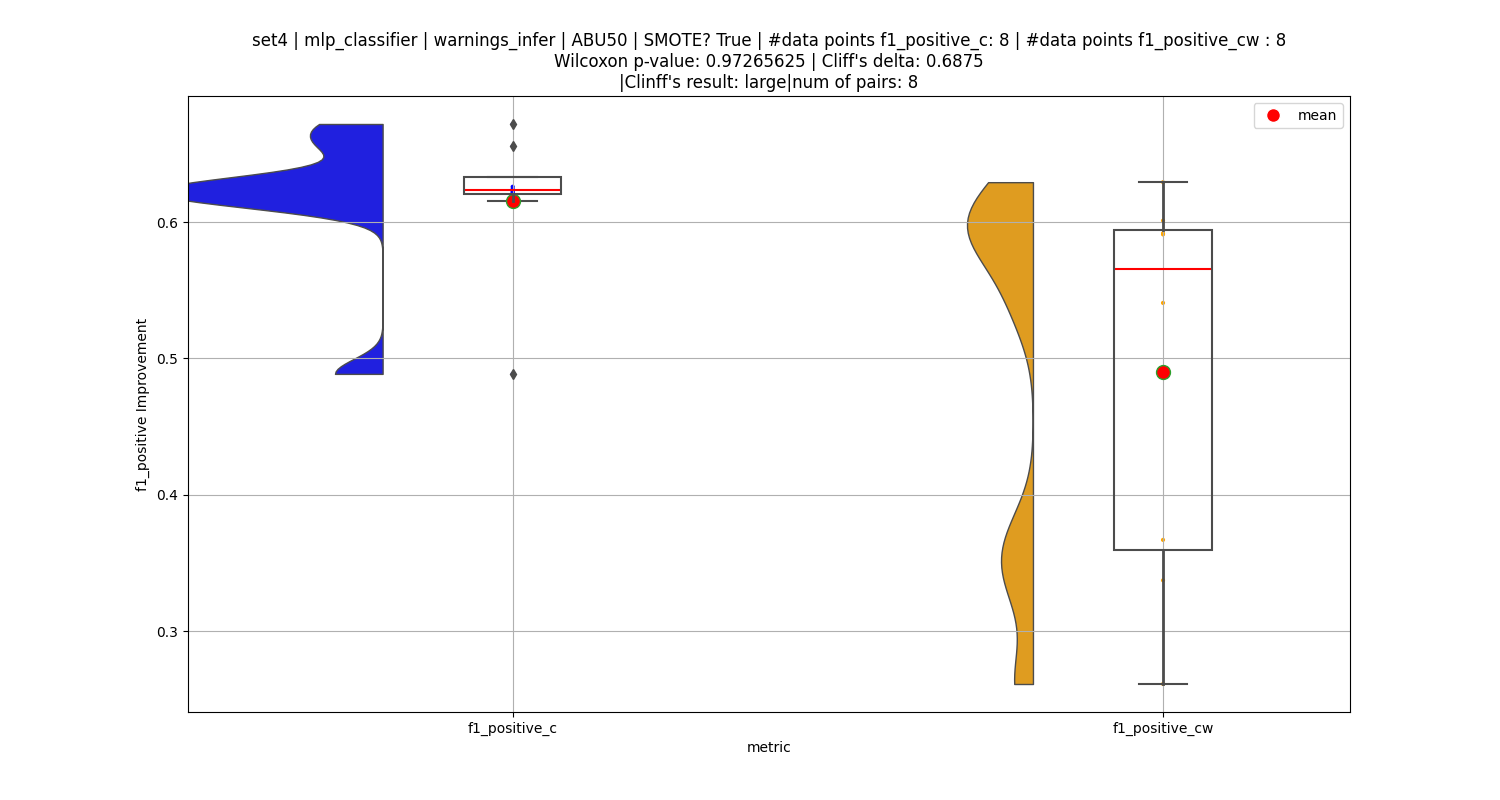 set4 | mlp_classifier | warnings_infer | ABU50 | SMOTE? True | #data points f1_positive_c: 8 | #data points f1_positive_cw : 8
Wilcoxon p-value: 0.97265625 | Cliff's delta: 0.6875
|Clinff's result: large|num of pairs: 8
mean
f1_positive Improvement
0.6
0.5
0.4
0.3
f1_positive_c
f1_positive_cw
metric